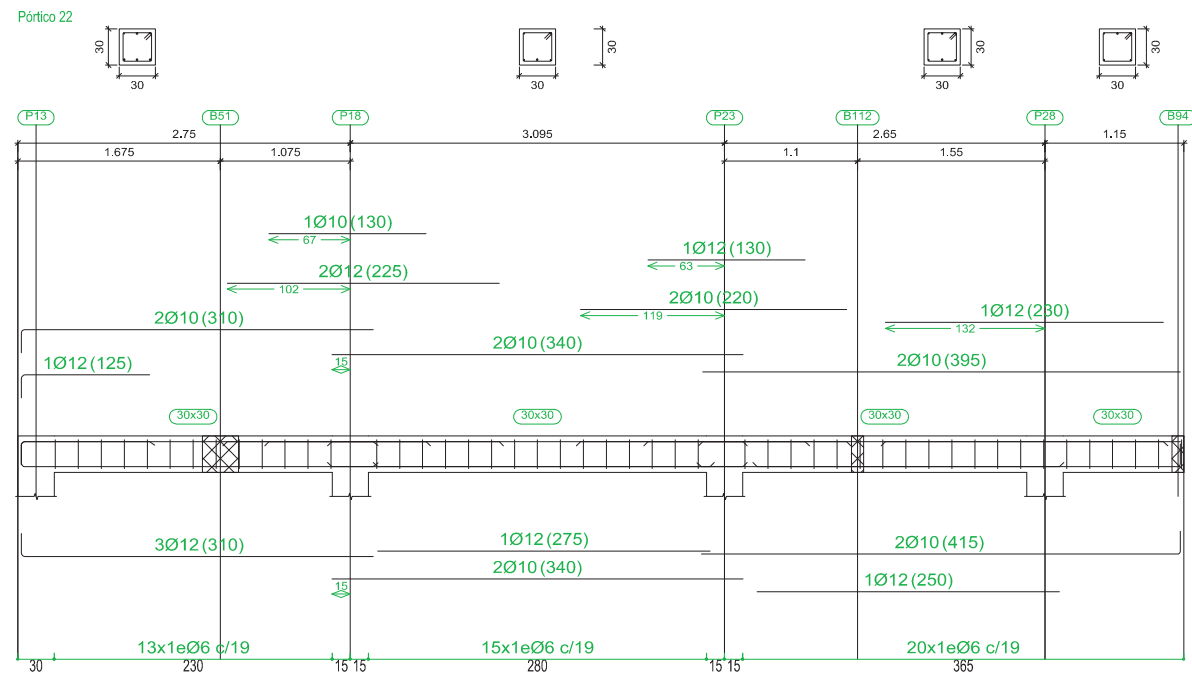 Pórtico 22
30 30 30 30
30 30 30 30
P13 B51 P18 P23 B112 P28 B94
2.75 3.095 2.65 1.15
1.675 1.075 1.1 1.55
1Ø10(130)
67
1Ø12(130)
63
2Ø12(225)
102
2Ø10(220)
119
2Ø10(310)
1Ø12(230)
132
2Ø10(340)
15
1Ø12(125)
2Ø10(395)
30x30 30x30 30x30 30x30
3Ø12(310)
1Ø12(275)
2Ø10(415)
2Ø10(340)
15
1Ø12(250)
13x1eØ6 c/19 15x1eØ6 c/19 20x1eØ6 c/19
30 230 15 15 280 15 15 365